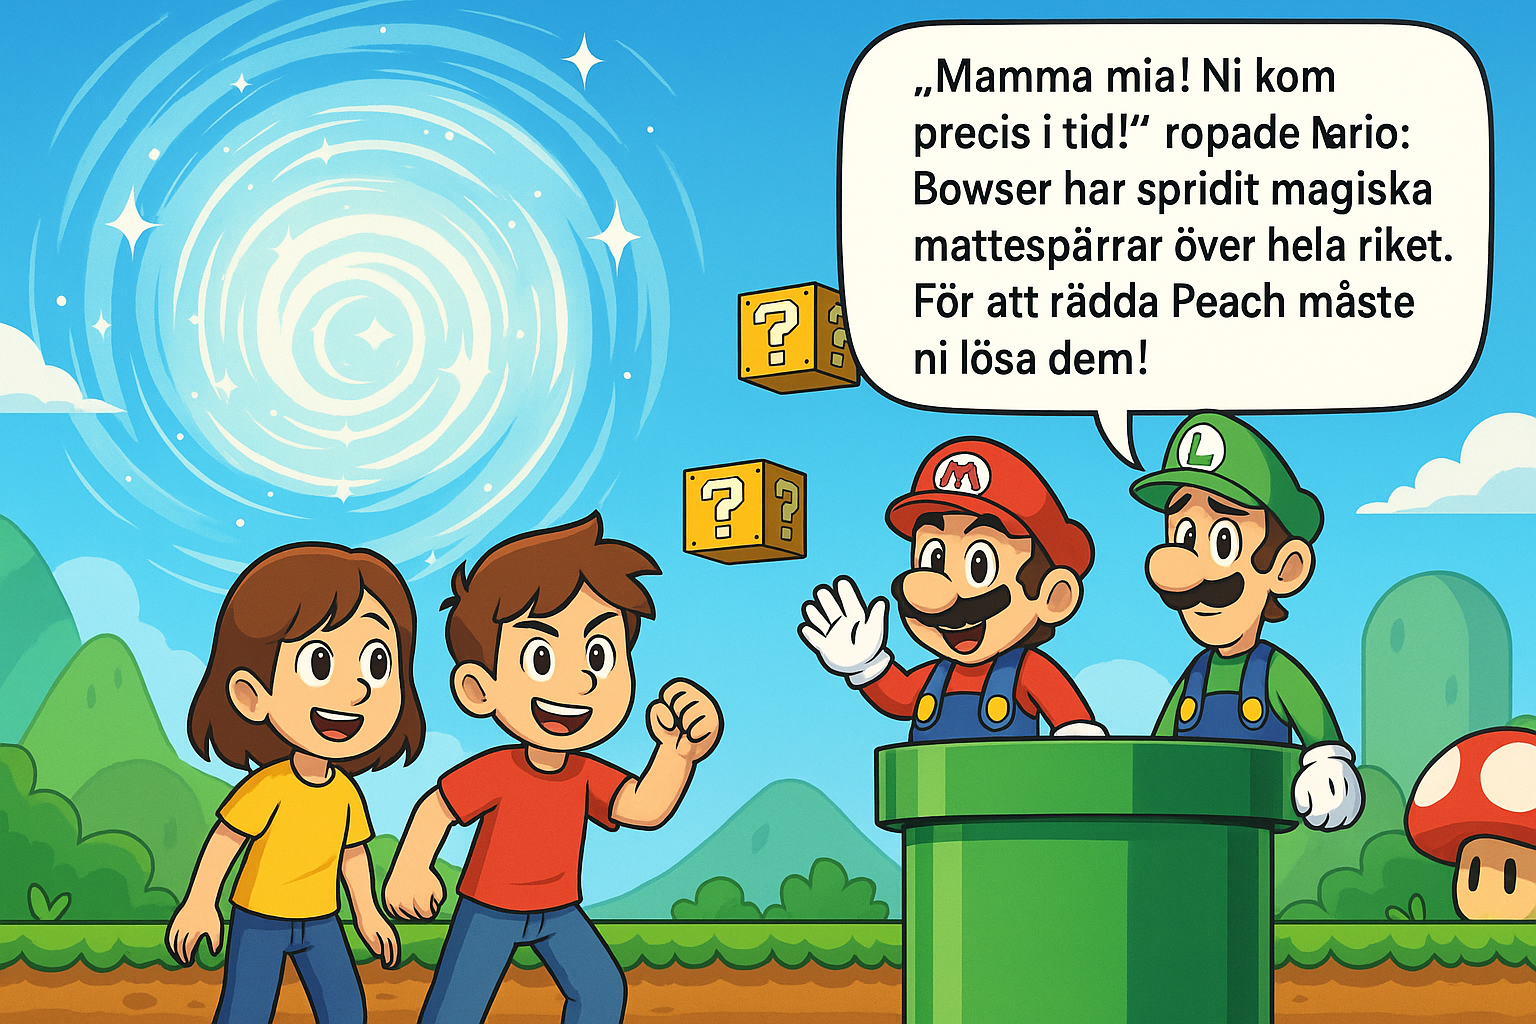 „Mamma mia! Ni kom
precis i tid!“ ropade Mario:
Bowser har spridit magiska
mattespärrar över hela riket.
För att rädda Peach måste
ni lösa dem!
?
?
?
?
M
L